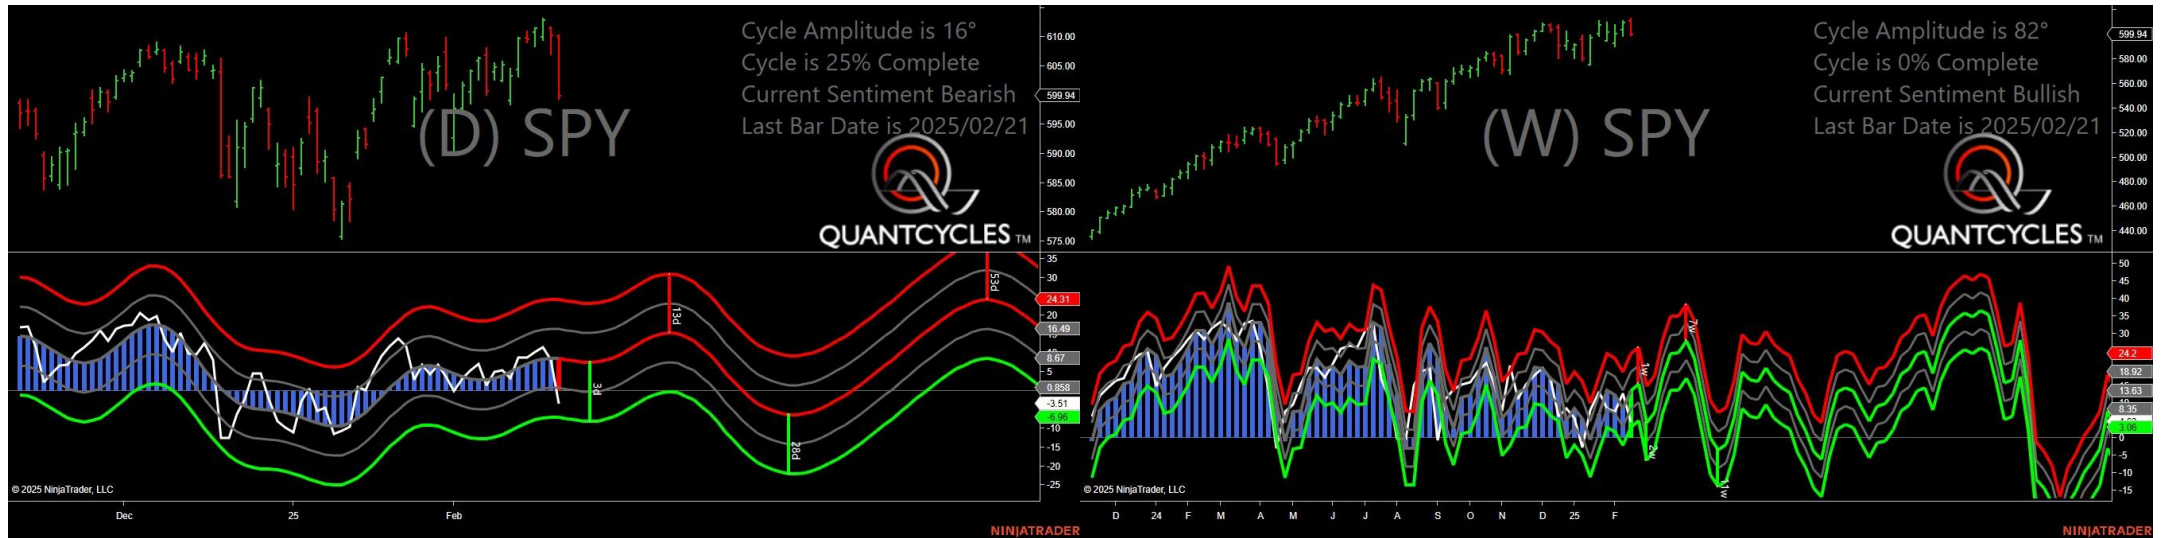 Cycle Amplitude is 16°
Cycle is 25% Complete
Current Sentiment Bearish
Last Bar Date is 2025/02/21
(D) SPY
QUANTCYCLES TM
610.00
605.00
599.94
595.00
590.00
585.00
580.00
575.00
35
30
24.31
20
16.49
15
8.67
5
0.858
-3.51
-6.96
-10
-15
-20
-25
3d
13d
28d
53d
© 2025 NinjaTrader, LLC
Dec 25 Feb
NINJATRADER
Cycle Amplitude is 82°
Cycle is 0% Complete
Current Sentiment Bullish
Last Bar Date is 2025/02/21
(W) SPY
QUANTCYCLES TM
599.94
580.00
560.00
540.00
520.00
500.00
480.00
460.00
440.00
50
45
40
35
30
24.2
18.92
13.63
8.35
3.06
0
-5
-10
-15
1w
2w
7w
11w
© 2025 NinjaTrader, LLC
D 24 F M A M J J A S O N D 25 F
NINJATRADER